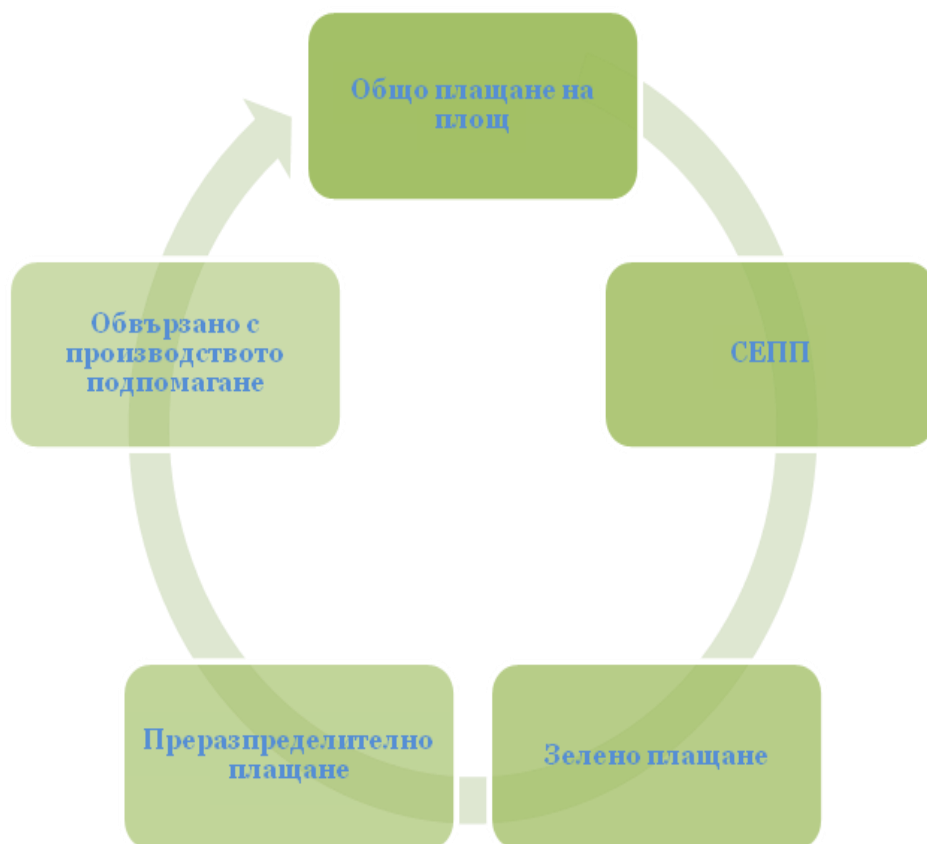 Общо плащане на
площ
СЕПП
Зелено плащане
Преразпределително
плащане
Обвързано с
производството
подпомагане